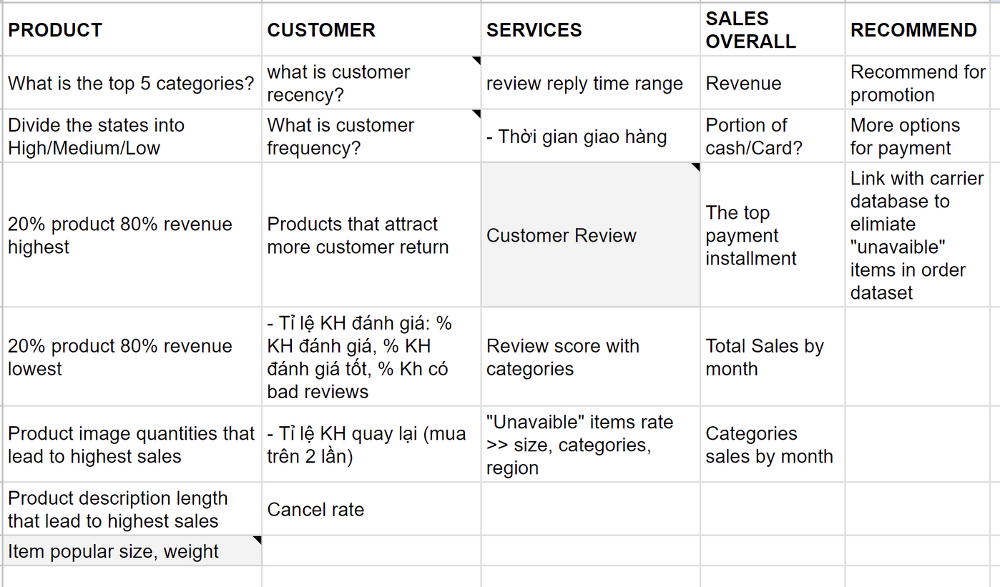 PRODUCT
CUSTOMER
SERVICES
SALES
OVERALL
RECOMMEND
What is the top 5 categories?
what is customer
recency?
review reply time range
Revenue
Recommend for
promotion
Divide the states into
High/Medium/Low
What is customer
frequency?
- Thời gian giao hàng
Portion of
cash/Card?
More options
for payment
20% product 80% revenue
highest
Products that attract
more customer return
Customer Review
The top
payment
installment
Link with carrier
database to
elimiate
"unavaible"
items in order
dataset
20% product 80% revenue
lowest
- Tỉ lệ KH đánh giá: %
KH đánh giá, % KH
đánh giá tốt, % Kh có
bad reviews
Review score with
categories
Total Sales by
month
Product image quantities that
lead to highest sales
- Tỉ lệ KH quay lại (mua
trên 2 lần)
"Unavaible" items rate
>> size, categories,
region
Categories
sales by month
Product description length
that lead to highest sales
Cancel rate
Item popular size, weight